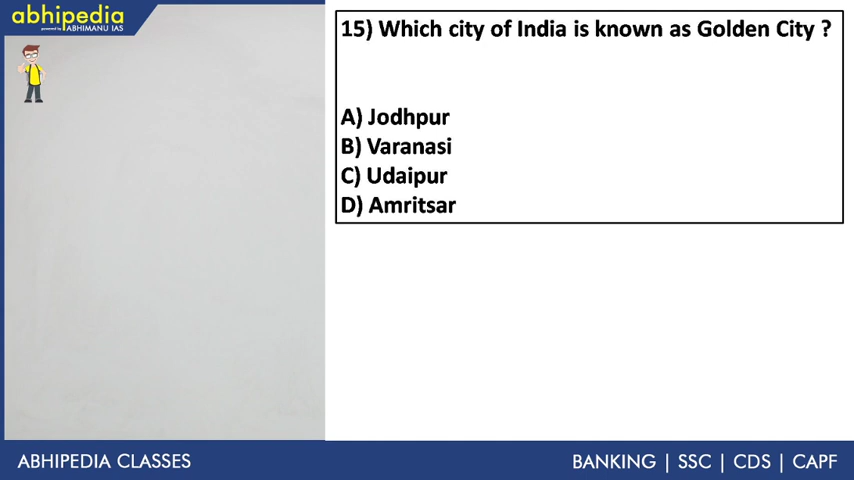 abhipedia
powered by ABHIMANU IAS
15) Which city of India is known as Golden City ?
A) Jodhpur
B) Varanasi
C) Udaipur
D) Amritsar
ABHIPEDIA CLASSES
BANKING | SSC | CDS | CAPF